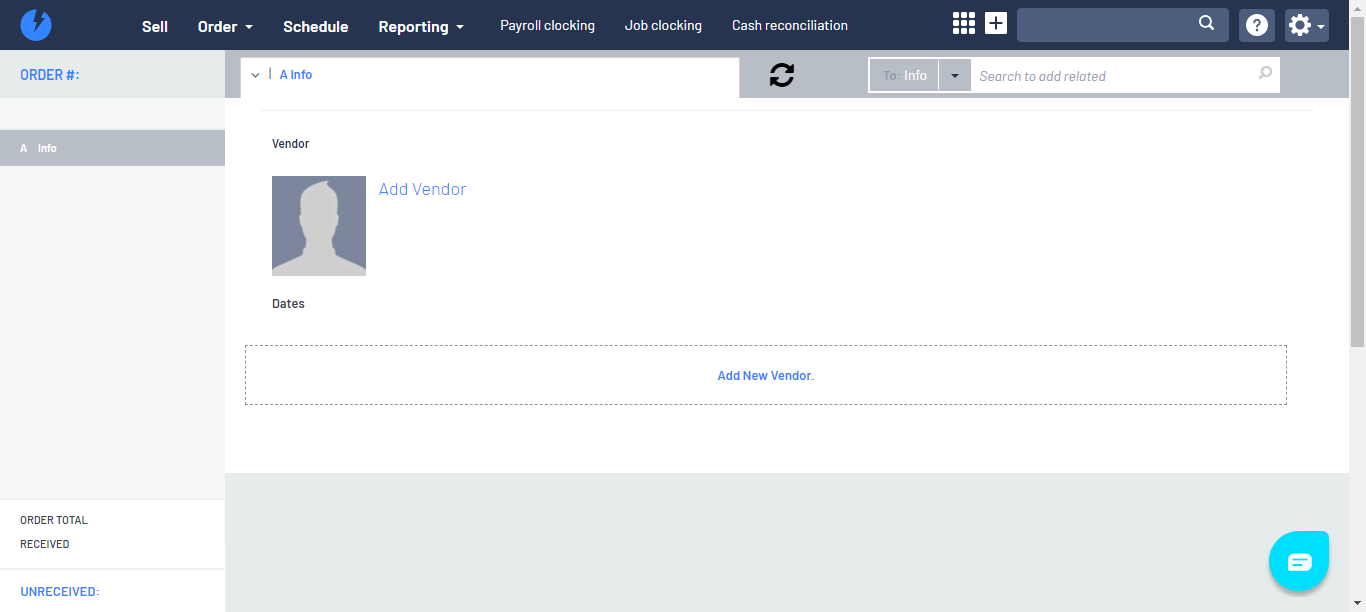 Sell Order Schedule Reporting Payroll clocking Job clocking Cash reconciliation
ORDER #:
A Info
To: Info
Search to add related
A Info
Vendor
Add Vendor
Dates
Add New Vendor.
ORDER TOTAL
RECEIVED
UNRECEIVED: